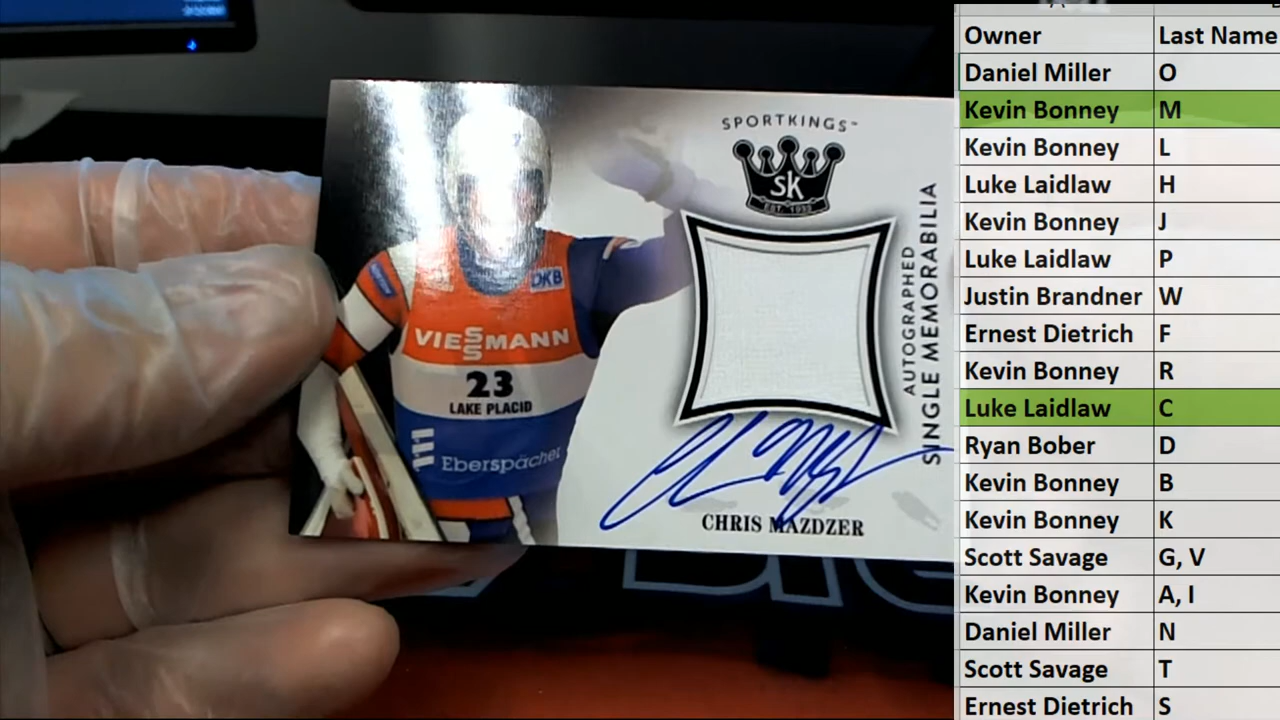 SPORTKINGS™
SK
EST. 1990
DKB
VIESSMANN
23
LAKE PLACID
Eberspächer
AUTOGRAPHED
SINGLE MEMORABILIA
CHRIS MAZDZER
Owner Last Name
Daniel Miller O
Kevin Bonney M
Kevin Bonney L
Luke Laidlaw H
Kevin Bonney J
Luke Laidlaw P
Justin Brandner W
Ernest Dietrich F
Kevin Bonney R
Luke Laidlaw C
Ryan Bober D
Kevin Bonney B
Kevin Bonney K
Scott Savage G, V
Kevin Bonney A, I
Daniel Miller N
Scott Savage T
Ernest Dietrich S